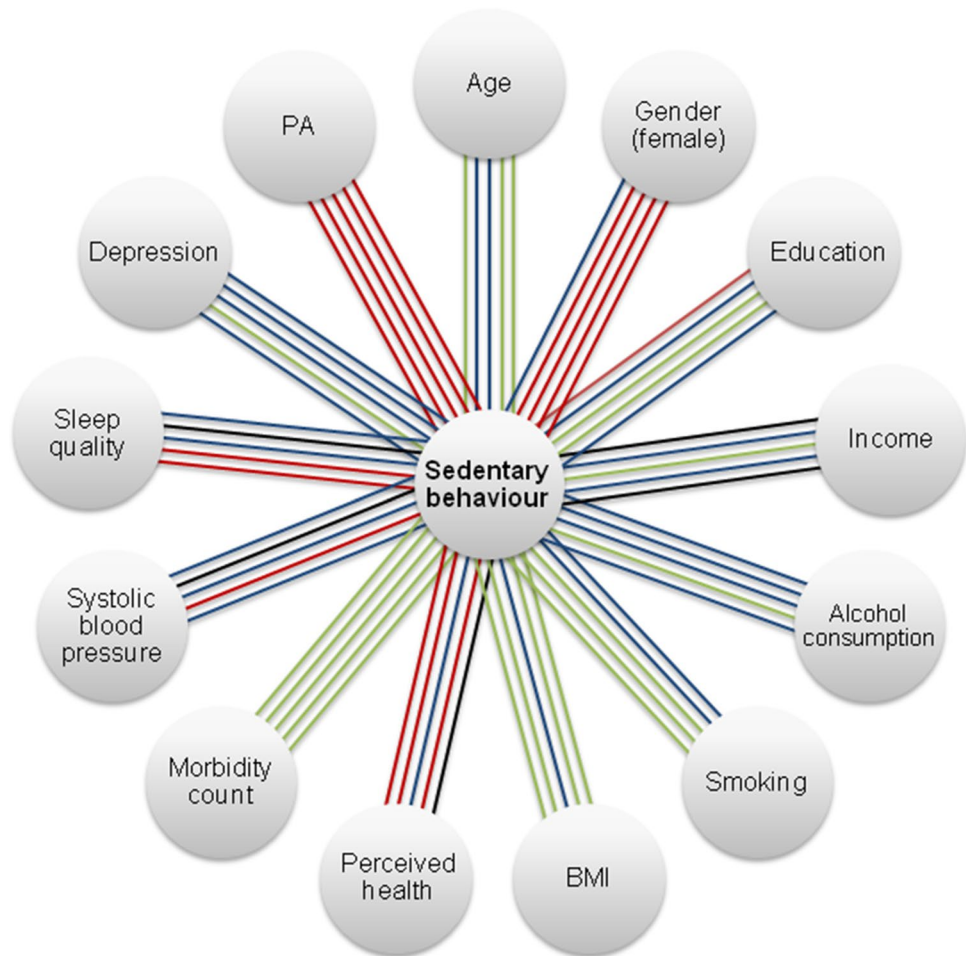 Age
Gender
(female)
Education
Income
Alcohol
consumption
Smoking
BMI
Perceived
health
Morbidity
count
Systolic
blood
pressure
Sleep
quality
Depression
PA
Sedentary
behaviour